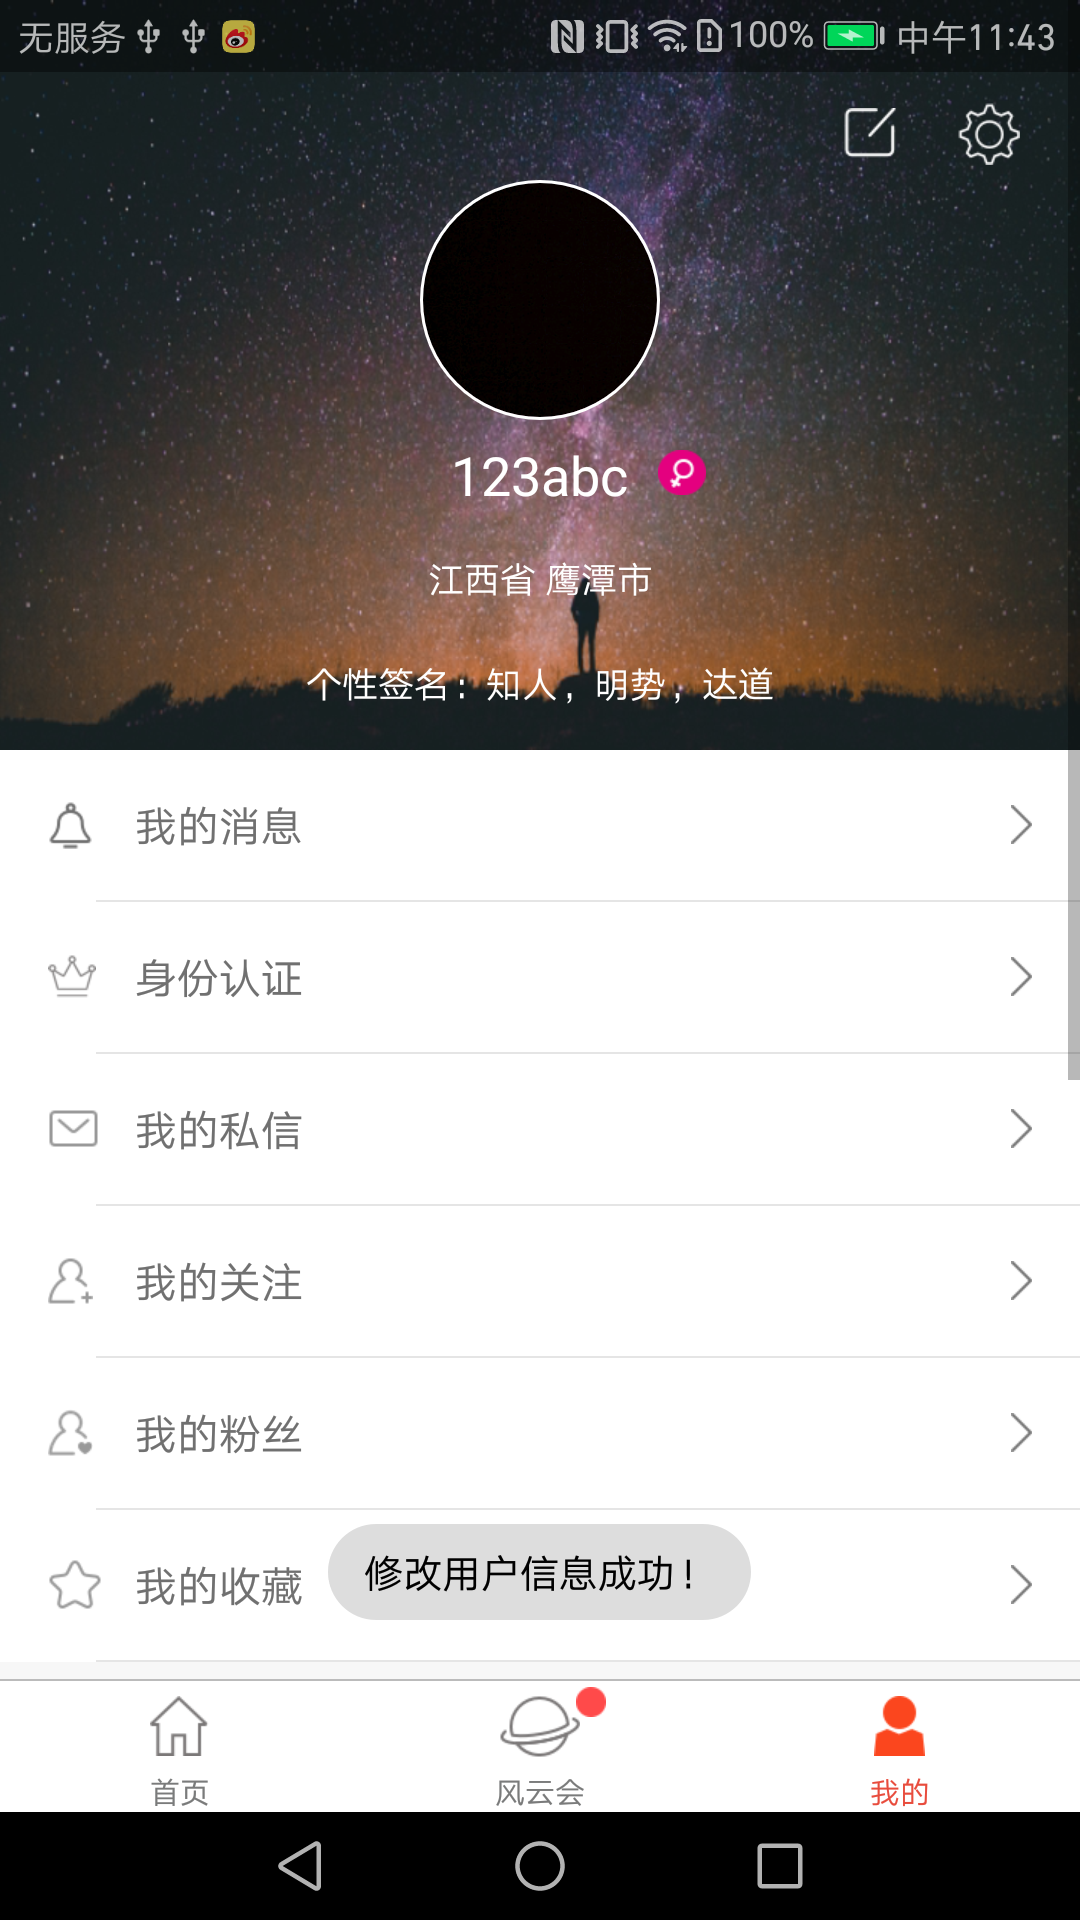 无服务 100% 中午11:43
123abc
江西省 鹰潭市
个性签名：知人，明势，达道
我的消息
身份认证
我的私信
我的关注
我的粉丝
我的收藏
修改用户信息成功！
首页 风云会 我的